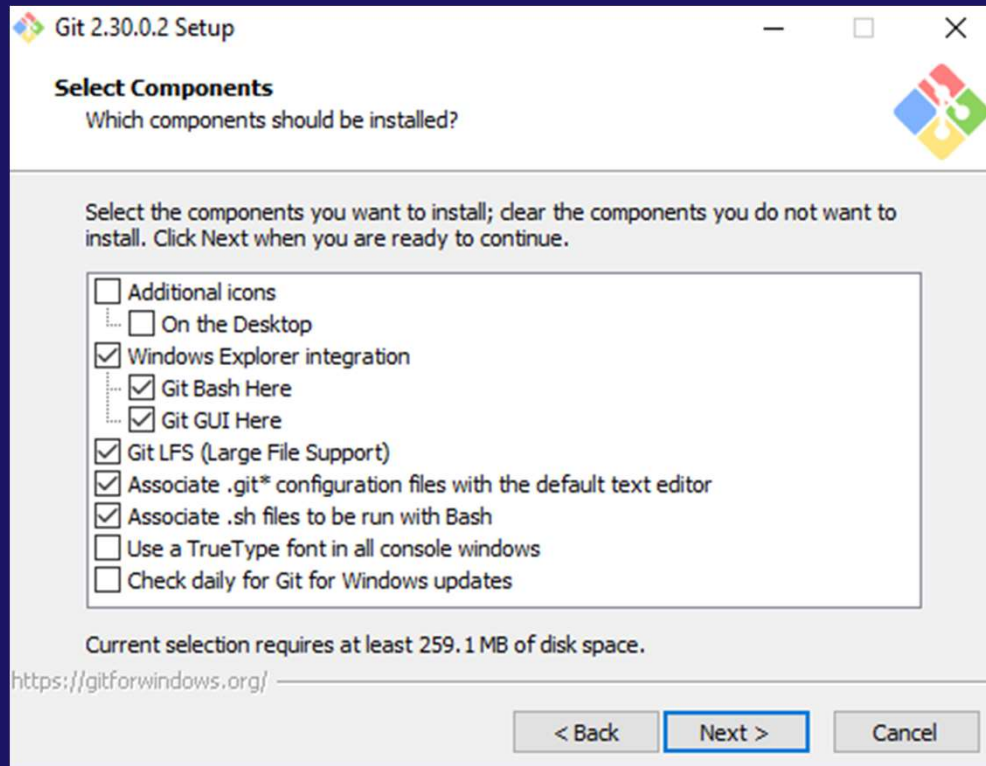 Git 2.30.0.2 Setup
Select Components
Which components should be installed?
Select the components you want to install; clear the components you do not want to
install. Click Next when you are ready to continue.
Additional icons
On the Desktop
Windows Explorer integration
Git Bash Here
Git GUI Here
Git LFS (Large File Support)
Associate .git* configuration files with the default text editor
Associate .sh files to be run with Bash
Use a TrueType font in all console windows
Check daily for Git for Windows updates
Current selection requires at least 259.1 MB of disk space.
https://gitforwindows.org/
< Back Next > Cancel